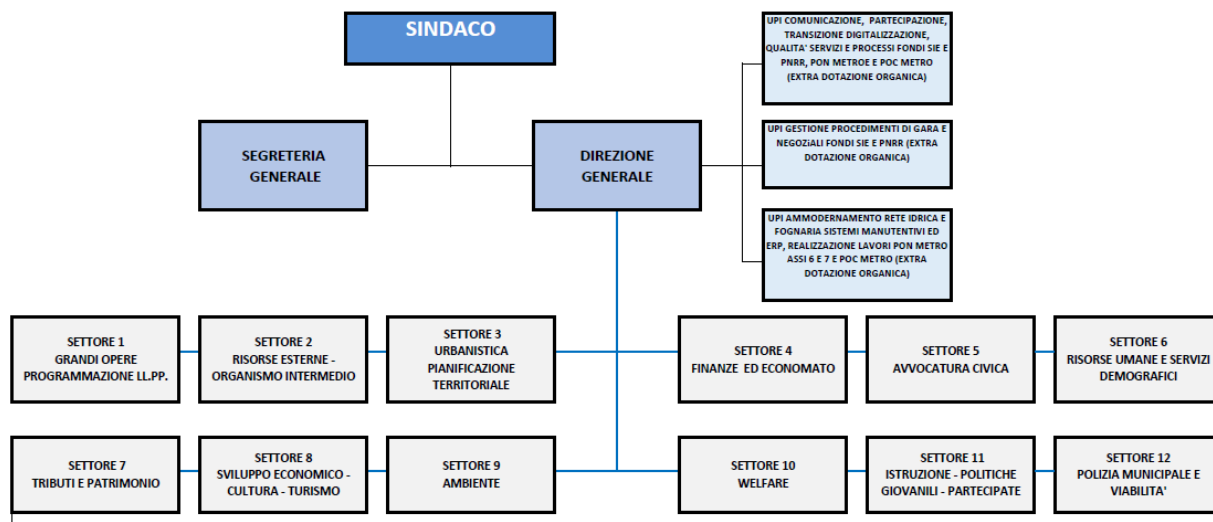 SINDACO
UPI COMUNICAZIONE, PARTECIPAZIONE,
TRANSIZIONE DIGITALIZZAZIONE,
QUALITA' SERVIZI E PROCESSI FONDI SIE E
PNRR, PON METROE E POC METRO
(EXTRA DOTAZIONE ORGANICA)
SEGRETERIA
GENERALE
DIREZIONE
GENERALE
UPI GESTIONE PROCEDIMENTI DI GARA E
NEGOZiALI FONDI SIE E PNRR (EXTRA
DOTAZIONE ORGANICA)
UPI AMMODERNAMENTO RETE IDRICA E
FOGNARIA SISTEMI MANUTENTIVI ED
ERP, REALIZZAZIONE LAVORI PON METRO
ASSI 6 E 7 E POC METRO (EXTRA
DOTAZIONE ORGANICA)
SETTORE 1
GRANDI OPERE
PROGRAMMAZIONE LL.PP.
SETTORE 2
RISORSE ESTERNE -
ORGANISMO INTERMEDIO
SETTORE 3
URBANISTICA
PIANIFICAZIONE
TERRITORIALE
SETTORE 4
FINANZE ED ECONOMATO
SETTORE 5
AVVOCATURA CIVICA
SETTORE 6
RISORSE UMANE E SERVIZI
DEMOGRAFICI
SETTORE 7
TRIBUTI E PATRIMONIO
SETTORE 8
SVILUPPO ECONOMICO -
CULTURA - TURISMO
SETTORE 9
AMBIENTE
SETTORE 10
WELFARE
SETTORE 11
ISTRUZIONE - POLITICHE
GIOVANILI - PARTECIPATE
SETTORE 12
POLIZIA MUNICIPALE E
VIABILITA'